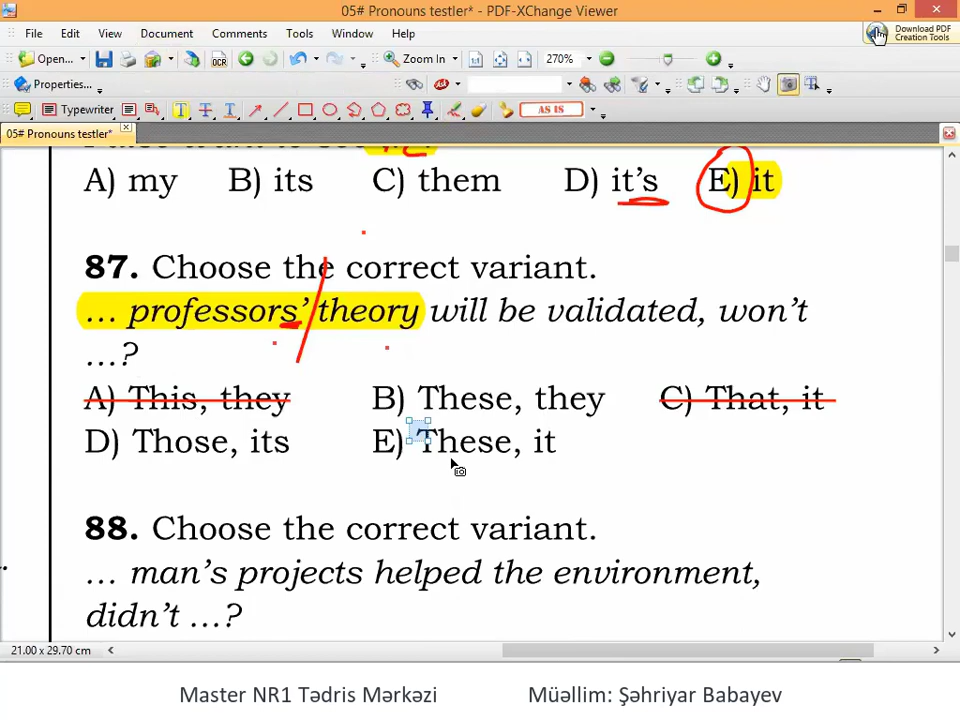 05# Pronouns testler* - PDF-XChange Viewer
File Edit View Document Comments Tools Window Help
Download PDF Creation Tools
Open... OCR Zoom In 270%
Properties...
Typewriter AS IS
05# Pronouns testler*
A) my B) its C) them D) it’s E) it
87. Choose the correct variant.
... professors’ theory will be validated, won’t
...?
A) This, they B) These, they C) That, it
D) Those, its E) These, it
88. Choose the correct variant.
... man’s projects helped the environment,
didn’t ...?
21.00 x 29.70 cm
Master NR1 Tədris Mərkəzi Müəllim: Şəhriyar Babayev